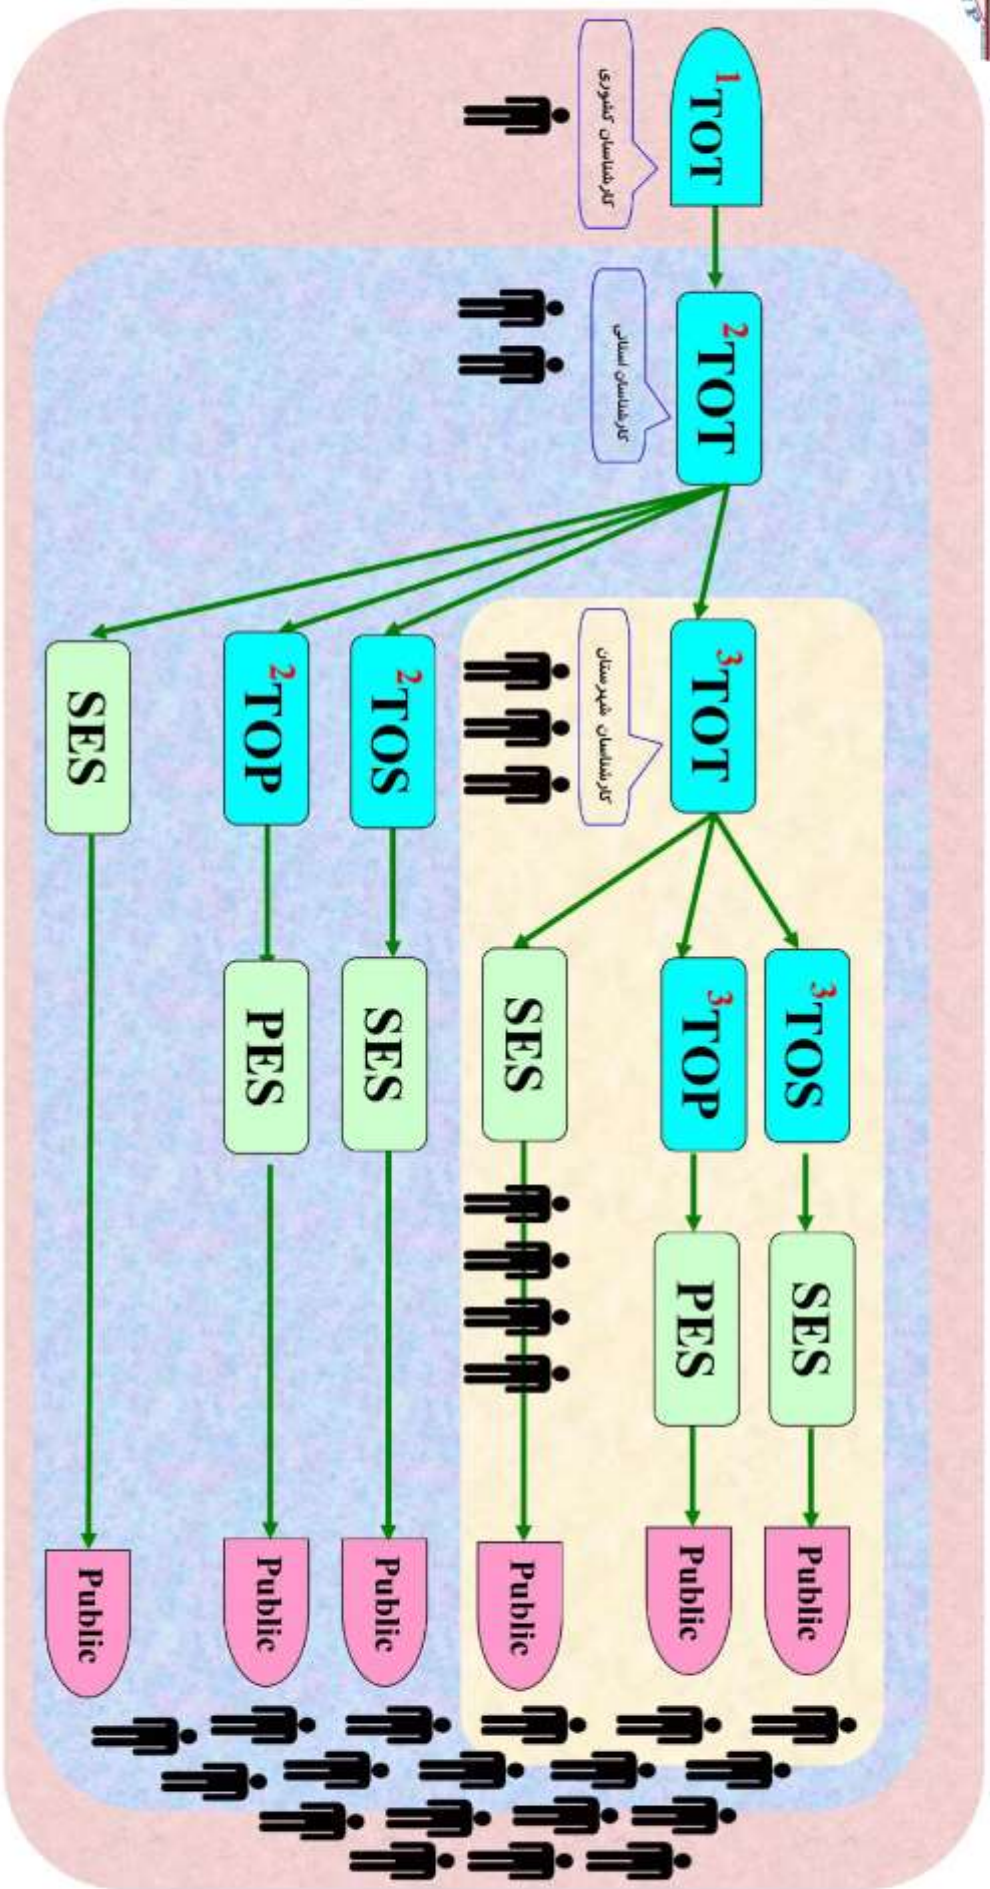 3TOS
SES
Public
1TOT
2TOT
3TOT
3TOP
PES
Public
کارشناسان کشوری
کارشناسان استانی
کارشناسان شهرستان
SES
Public
2TOS
SES
Public
2TOP
PES
Public
SES
Public